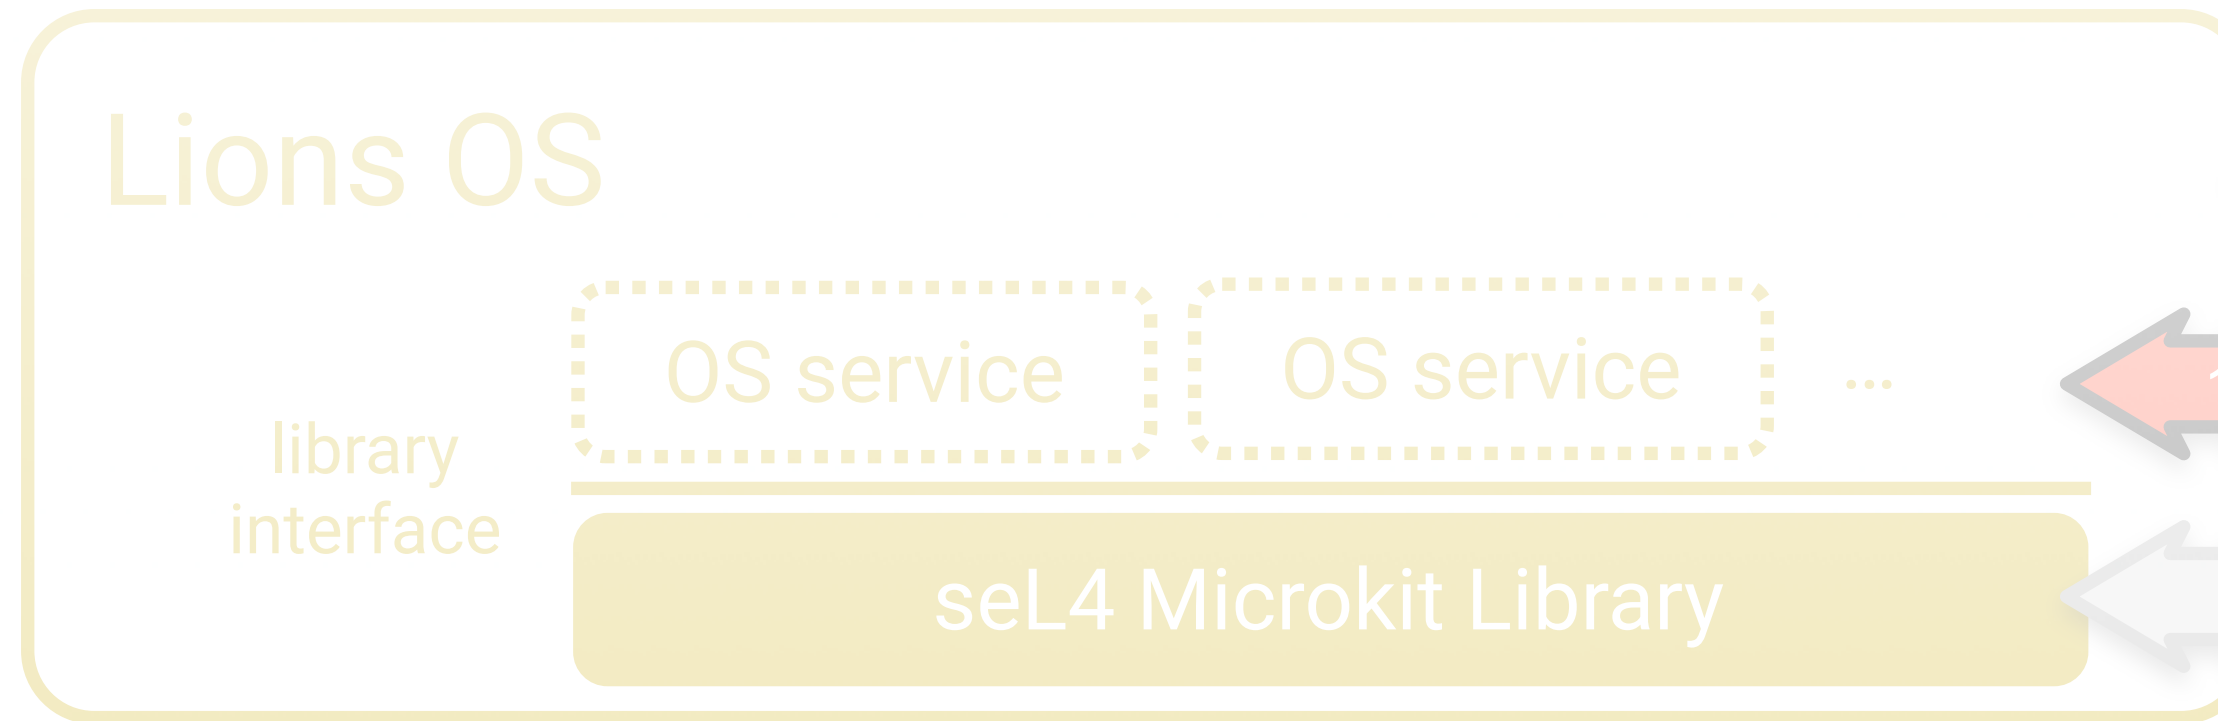 Lions OS
OS service
OS service
...
library
interface
seL4 Microkit Library